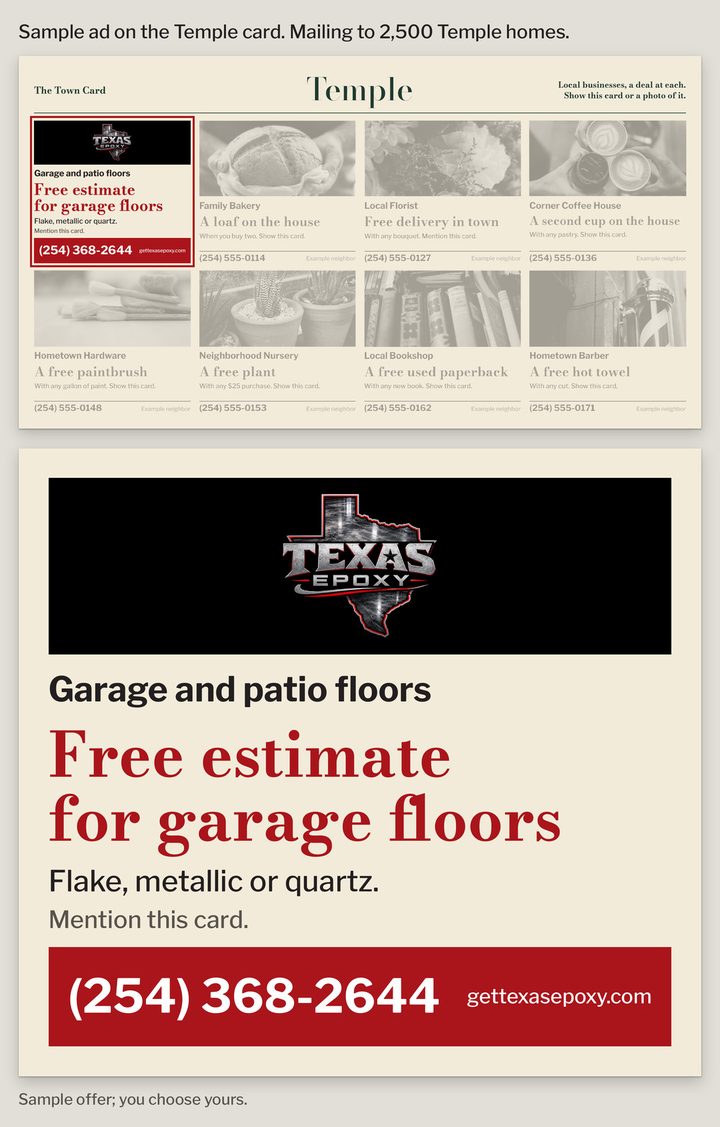 Sample ad on the Temple card. Mailing to 2,500 Temple homes.
The Town Card
Temple
Local businesses, a deal at each.
Show this card or a photo of it.
TEXAS
EPOXY
Garage and patio floors
Free estimate
for garage floors
Flake, metallic or quartz.
Mention this card.
(254) 368-2644 gettexasepoxy.com
Family Bakery
A loaf on the house
When you buy two. Show this card.
(254) 555-0114 Example neighbor
Local Florist
Free delivery in town
With any bouquet. Mention this card.
(254) 555-0127 Example neighbor
Corner Coffee House
A second cup on the house
With any pastry. Show this card.
(254) 555-0136 Example neighbor
Hometown Hardware
A free paintbrush
With any gallon of paint. Show this card.
(254) 555-0148 Example neighbor
Neighborhood Nursery
A free plant
With any $25 purchase. Show this card.
(254) 555-0153 Example neighbor
Local Bookshop
A free used paperback
With any new book. Show this card.
(254) 555-0162 Example neighbor
Hometown Barber
A free hot towel
With any cut. Show this card.
(254) 555-0171 Example neighbor
TEXAS
EPOXY
Garage and patio floors
Free estimate
for garage floors
Flake, metallic or quartz.
Mention this card.
(254) 368-2644 gettexasepoxy.com
Sample offer; you choose yours.